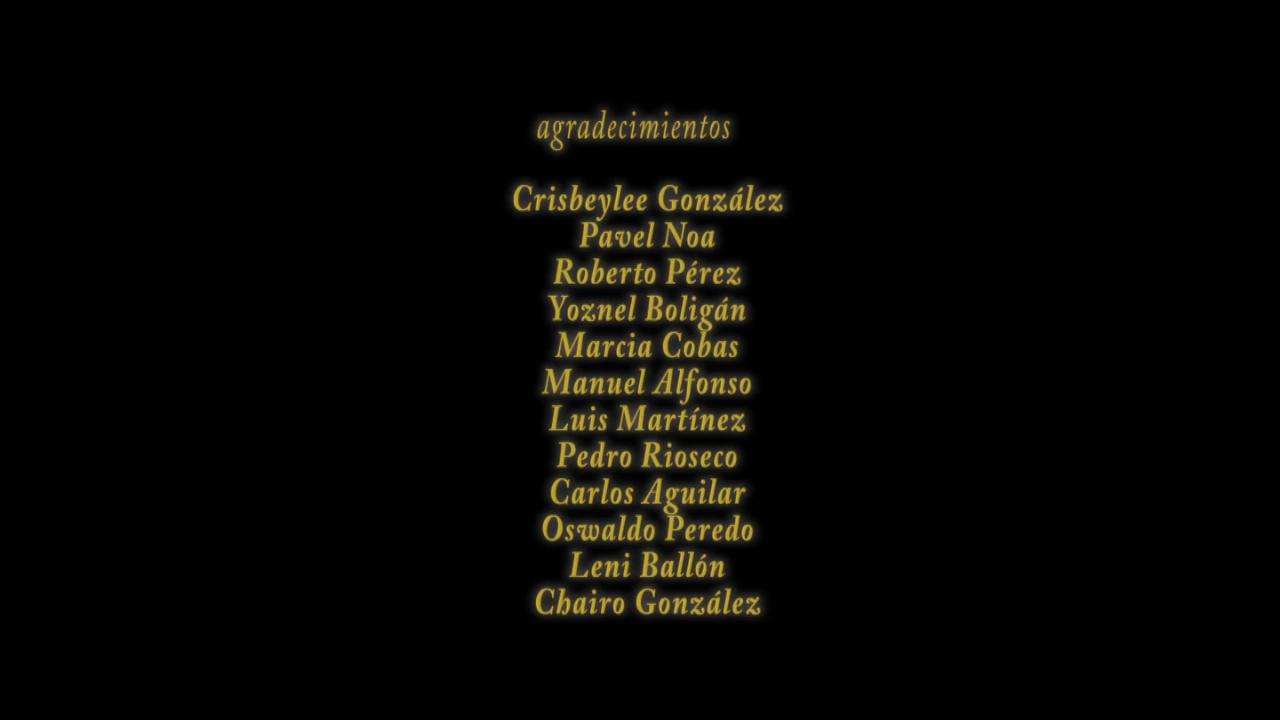 agradecimientos
Crisbeylee González
Pavel Noa
Roberto Pérez
Yoznel Boligán
Marcia Cobas
Manuel Alfonso
Luis Martínez
Pedro Rioseco
Carlos Aguilar
Oswaldo Peredo
Leni Ballón
Chairo González